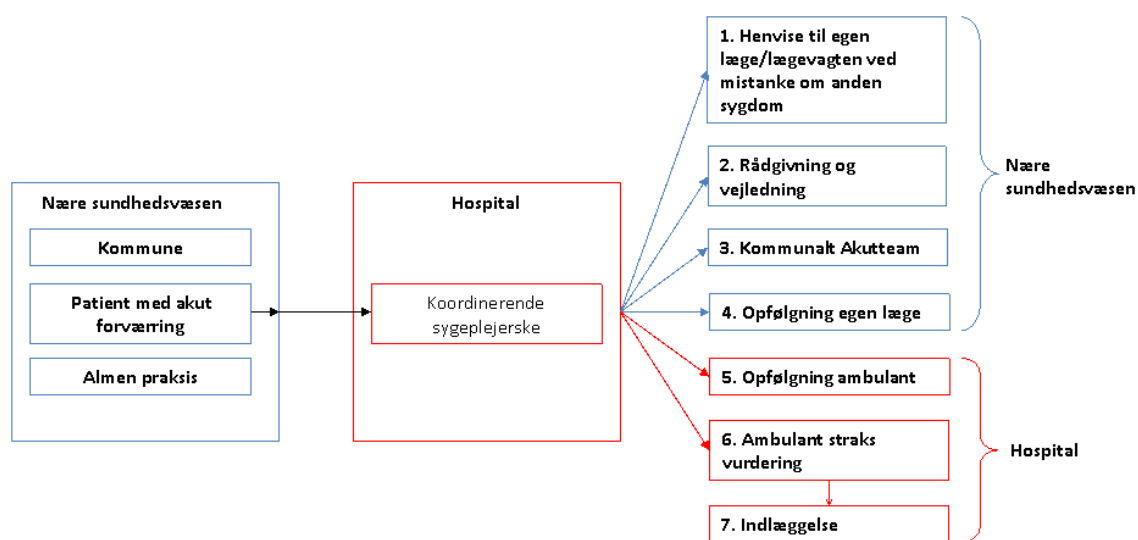 Nære sundhedsvæsen
Kommune
Patient med akut
forværring
Almen praksis
Hospital
Koordinerende
sygeplejerske
1. Henvise til egen
læge/lægevagten ved
mistanke om anden
sygdom
2. Rådgivning og
vejledning
3. Kommunalt Akutteam
4. Opfølgning egen læge
Nære
sundhedsvæsen
5. Opfølgning ambulant
6. Ambulant straks
vurdering
7. Indlæggelse
Hospital